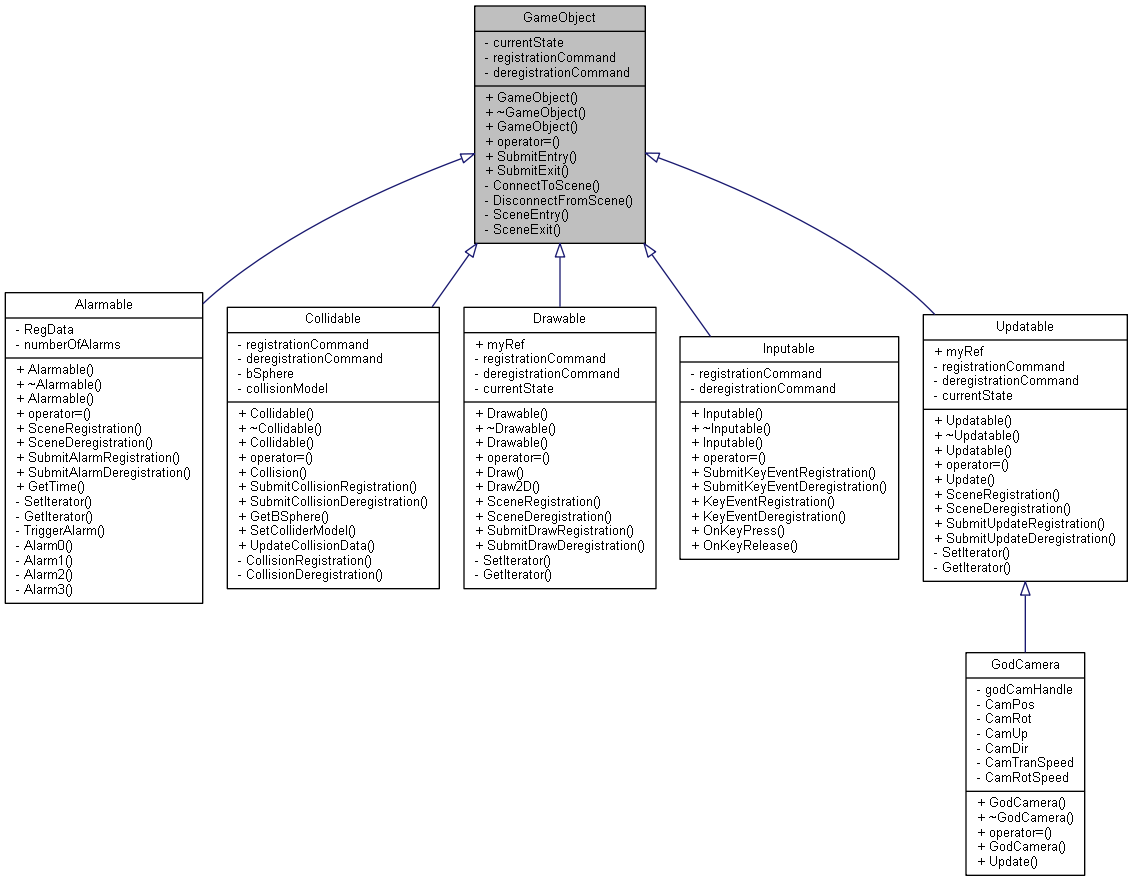 GameObject
- currentState
- registrationCommand
- deregistrationCommand
+ GameObject()
+ ~GameObject()
+ GameObject()
+ operator=()
+ SubmitEntry()
+ SubmitExit()
- ConnectToScene()
- DisconnectFromScene()
- SceneEntry()
- SceneExit()
Alarmable
- RegData
- numberOfAlarms
+ Alarmable()
+ ~Alarmable()
+ Alarmable()
+ operator=()
+ SceneRegistration()
+ SceneDeregistration()
+ SubmitAlarmRegistration()
+ SubmitAlarmDeregistration()
+ GetTime()
- SetIterator()
- GetIterator()
- TriggerAlarm()
- Alarm0()
- Alarm1()
- Alarm2()
- Alarm3()
Collidable
- registrationCommand
- deregistrationCommand
- bSphere
- collisionModel
+ Collidable()
+ ~Collidable()
+ Collidable()
+ operator=()
+ Collision()
+ SubmitCollisionRegistration()
+ SubmitCollisionDeregistration()
+ GetBSphere()
+ SetColliderModel()
+ UpdateCollisionData()
- CollisionRegistration()
- CollisionDeregistration()
Drawable
+ myRef
- registrationCommand
- deregistrationCommand
- currentState
+ Drawable()
+ ~Drawable()
+ Drawable()
+ operator=()
+ Draw()
+ Draw2D()
+ SceneRegistration()
+ SceneDeregistration()
+ SubmitDrawRegistration()
+ SubmitDrawDeregistration()
- SetIterator()
- GetIterator()
Inputable
- registrationCommand
- deregistrationCommand
+ Inputable()
+ ~Inputable()
+ Inputable()
+ operator=()
+ SubmitKeyEventRegistration()
+ SubmitKeyEventDeregistration()
+ KeyEventRegistration()
+ KeyEventDeregistration()
+ OnKeyPress()
+ OnKeyRelease()
Updatable
+ myRef
- registrationCommand
- deregistrationCommand
- currentState
+ Updatable()
+ ~Updatable()
+ Updatable()
+ operator=()
+ Update()
+ SceneRegistration()
+ SceneDeregistration()
+ SubmitUpdateRegistration()
+ SubmitUpdateDeregistration()
- SetIterator()
- GetIterator()
GodCamera
- godCamHandle
- CamPos
- CamRot
- CamUp
- CamDir
- CamTranSpeed
- CamRotSpeed
+ GodCamera()
+ ~GodCamera()
+ operator=()
+ GodCamera()
+ Update()